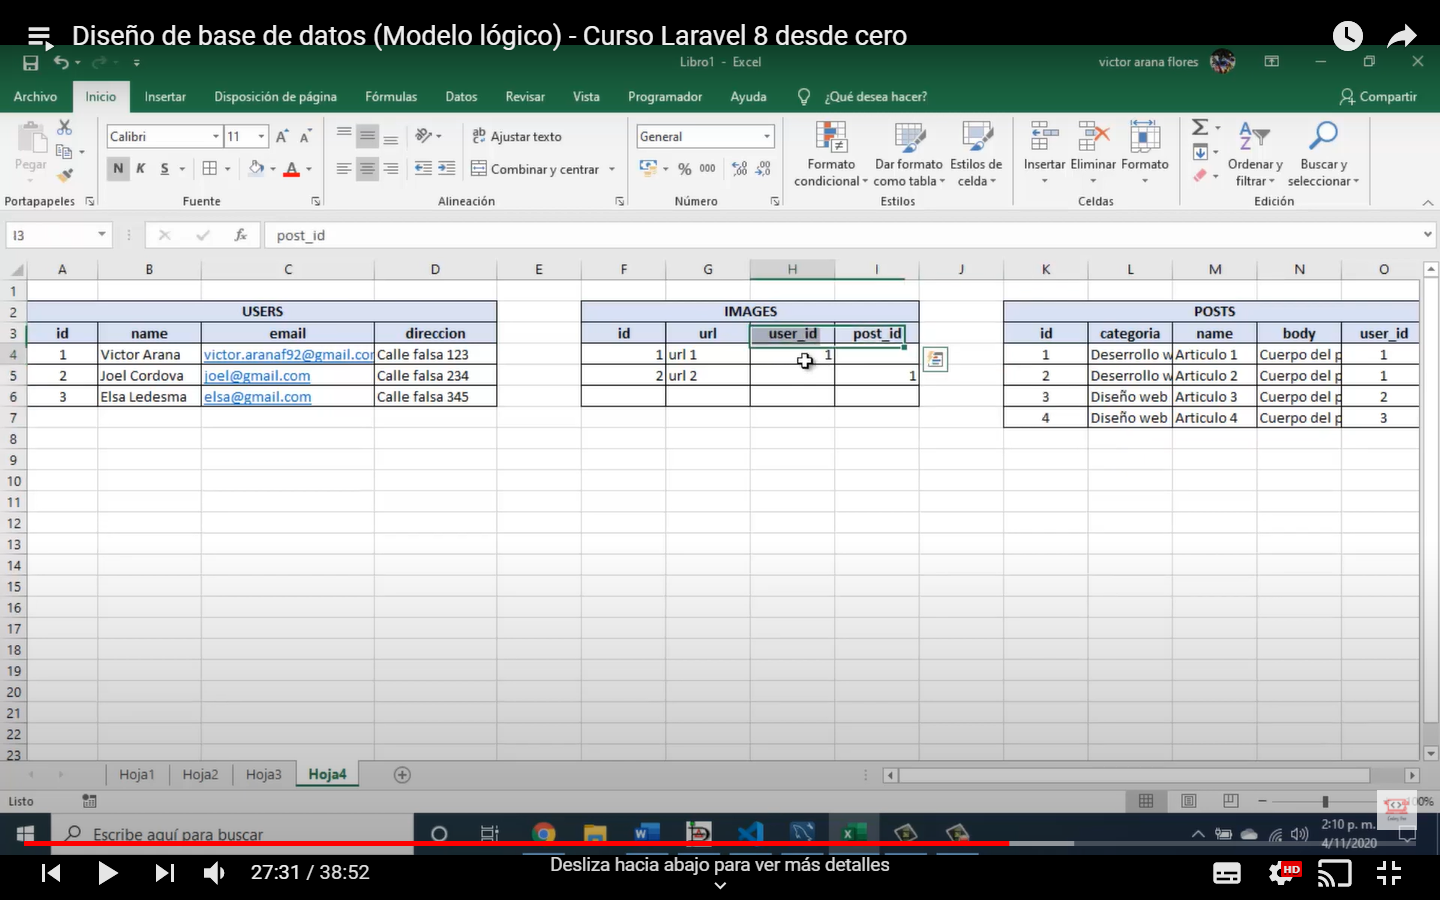 Diseño de base de datos (Modelo lógico) - Curso Laravel 8 desde cero
Libro1 - Excel
victor arana flores
Archivo Inicio Insertar Disposición de página Fórmulas Datos Revisar Vista Programador Ayuda ¿Qué desea hacer? Compartir
Pegar
Calibri 11
N K S
Ajustar texto
Combinar y centrar
General
% 000
Formato condicional
Dar formato como tabla
Estilos de celda
Insertar Eliminar Formato
Ordenar y filtrar
Buscar y seleccionar
Portapapeles Fuente Alineación Número Estilos Celdas Edición
I3 fx post_id
A B C D E F G H I J K L M N O
1
2 USERS IMAGES POSTS
3 id name email direccion id url user_id post_id id categoria name body user_id
4 1 Victor Arana victor.aranaf92@gmail.cor Calle falsa 123 1 url 1 1 1 Deserrollo w Articulo 1 Cuerpo del p 1
5 2 Joel Cordova joel@gmail.com Calle falsa 234 2 url 2 1 2 Deserrollo w Articulo 2 Cuerpo del p 1
6 3 Elsa Ledesma elsa@gmail.com Calle falsa 345 3 Diseño web Articulo 3 Cuerpo del p 2
7 4 Diseño web Articulo 4 Cuerpo del p 3
8
9
10
11
12
13
14
15
16
17
18
19
20
21
22
23
Hoja1 Hoja2 Hoja3 Hoja4
Listo
Escribe aquí para buscar
2:10 p. m.
4/11/2020
27:31 / 38:52
Desliza hacia abajo para ver más detalles
HD